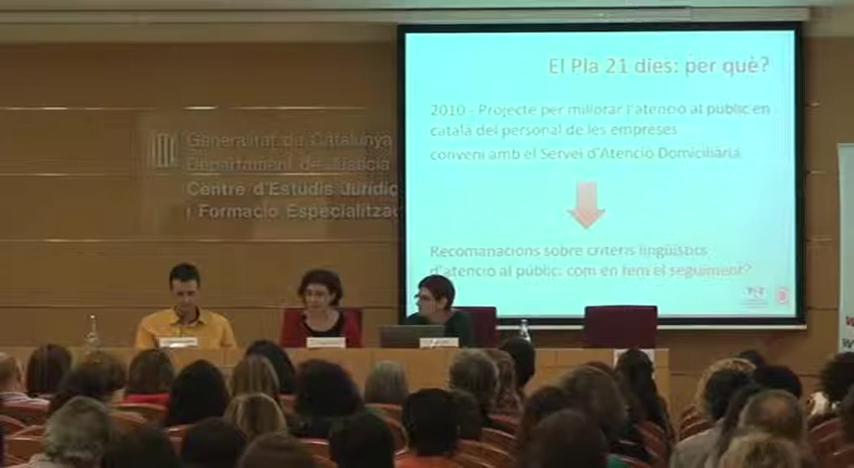 El Pla 21 dies: per què?
2010 - Projecte per millorar l'atenció al públic en
català del personal de les empreses
conveni amb el Servei d'Atenció Domiciliària
Recomanacions sobre criteris lingüístics
d'atenció al públic: com en fem el seguiment?
Generalitat de Catalunya
Departament de Justícia
Centre d'Estudis Jurídic
i Formació Especialitza